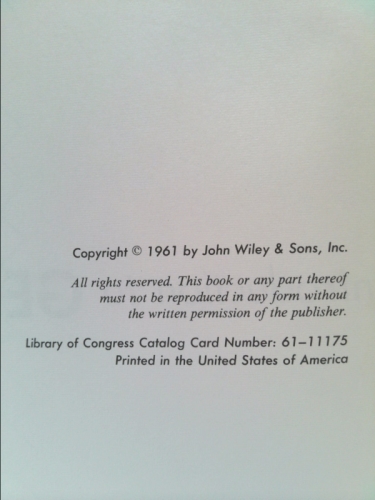 Copyright © 1961 by John Wiley & Sons, Inc.
All rights reserved. This book or any part thereof
must not be reproduced in any form without
the written permission of the publisher.
Library of Congress Catalog Card Number: 61–11175
Printed in the United States of America